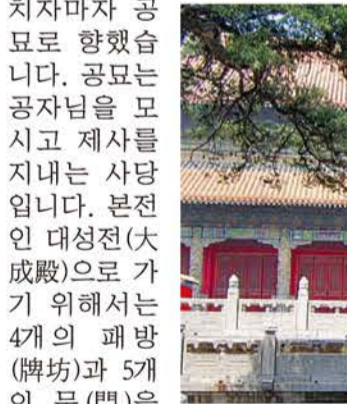 치자마자 공
묘로 향했습
니다. 공묘는
공자님을 모
시고 제사를
지내는 사당
입니다. 본전
인 대성전(大
成殿)으로 가
기 위해서는
4개의 패방
(牌坊)과 5개
의 문(門)을